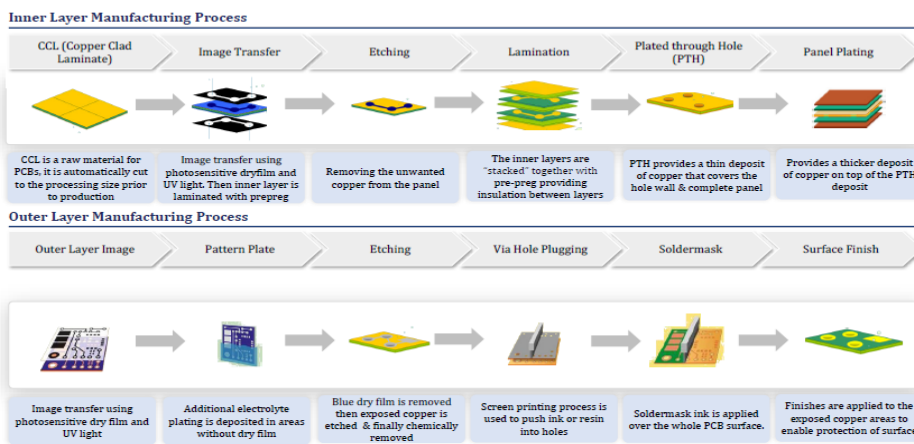 Inner Layer Manufacturing Process
CCL (Copper Clad
Laminate)
Image Transfer
Etching
Lamination
Plated through Hole
(PTH)
Panel Plating
CCL is a raw material for
PCBs, it is automatically cut
to the processing size prior
to production
Image transfer using
photosensitive dryfilm and
UV light. Then inner layer is
laminated with prepreg
Removing the unwanted
copper from the panel
The inner layers are
"stacked" together with
pre-preg providing
insulation between layers
PTH provides a thin deposit
of copper that covers the
hole wall & complete panel
Provides a thicker deposit
of copper on top of the PTH
deposit
Outer Layer Manufacturing Process
Outer Layer Image
Pattern Plate
Etching
Via Hole Plugging
Soldermask
Surface Finish
Image transfer using
photosensitive dry film and
UV light
Additional electrolyte
plating is deposited in areas
without dry film
Blue dry film is removed
then exposed copper is
etched & finally chemically
removed
Screen printing process is
used to push ink or resin
into holes
Soldermask ink is applied
over the whole PCB surface.
Finishes are applied to the
exposed copper areas to
enable protection of surface